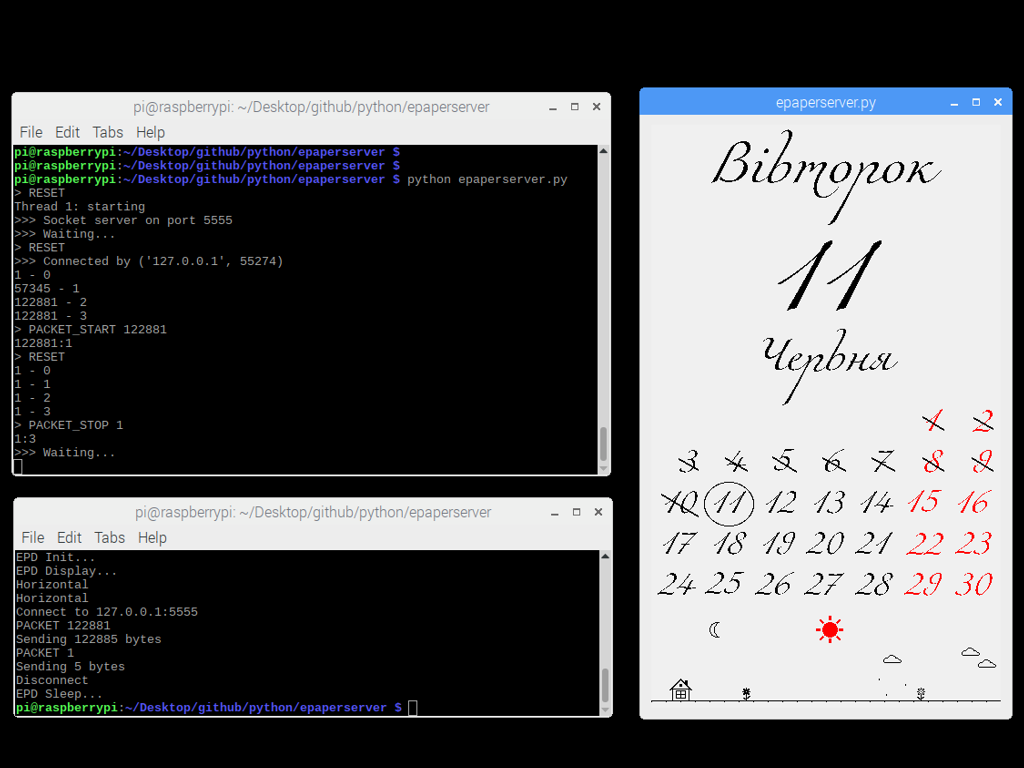 pi@raspberrypi: ~/Desktop/github/python/epaperserver
File Edit Tabs Help
pi@raspberrypi:~/Desktop/github/python/epaperserver $
pi@raspberrypi:~/Desktop/github/python/epaperserver $
pi@raspberrypi:~/Desktop/github/python/epaperserver $ python epaperserver.py
> RESET
Thread 1: starting
>>> Socket server on port 5555
>>> Waiting...
> RESET
>>> Connected by ('127.0.0.1', 55274)
1 - 0
57345 - 1
122881 - 2
122881 - 3
> PACKET_START 122881
122881:1
> RESET
1 - 0
1 - 1
1 - 2
1 - 3
> PACKET_STOP 1
1:3
>>> Waiting...
pi@raspberrypi: ~/Desktop/github/python/epaperserver
File Edit Tabs Help
EPD Init...
EPD Display...
Horizontal
Horizontal
Connect to 127.0.0.1:5555
PACKET 122881
Sending 122885 bytes
PACKET 1
Sending 5 bytes
Disconnect
EPD Sleep...
pi@raspberrypi:~/Desktop/github/python/epaperserver $
epaperserver.py
Вівторок
11
Червня
1 2
3 4 5 6 7 8 9
10 11 12 13 14 15 16
17 18 19 20 21 22 23
24 25 26 27 28 29 30